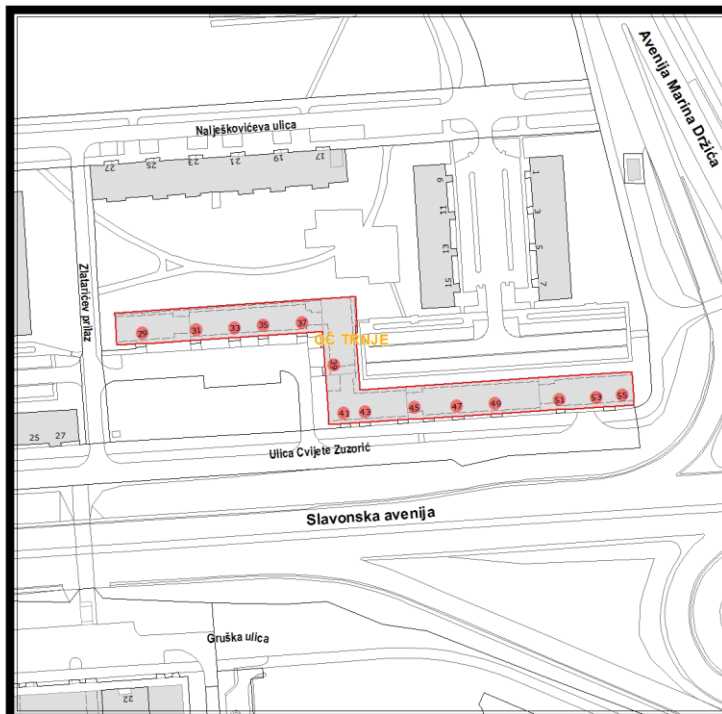 Avenija Marina Držića
Nalješkovićeva ulica
27 25 23 21 19 17
9
11
13
15
1
3
5
7
Zlatarićev prilaz
29 31 33 35 37
GČ TRNJE
39
41 43 45 47 49 51 53 55
25 27
Ulica Cvijete Zuzorić
Slavonska avenija
Gruška ulica
22